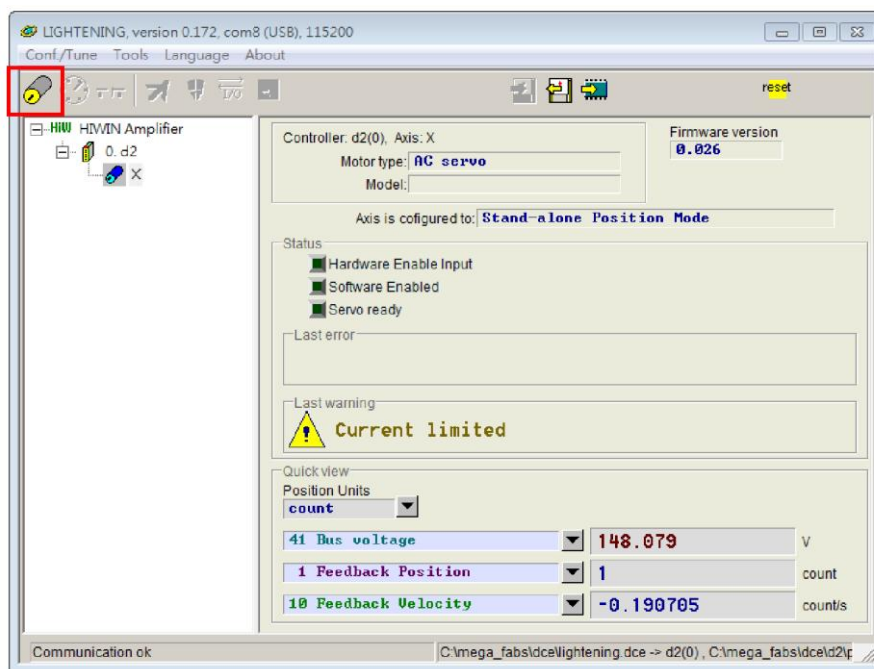 LIGHTENING, version 0.172, com8 (USB), 115200
Conf./Tune Tools Language About
I/O
reset
HIWIN HIWIN Amplifier
0. d2
X
Controller: d2(0), Axis: X
Firmware version
0.026
Motor type: AC servo
Model:
Axis is cofigured to: Stand-alone Position Mode
Status
Hardware Enable Input
Software Enabled
Servo ready
Last error
Last warning
Current limited
Quick view
Position Units
count
41 Bus voltage 148.079 V
1 Feedback Position 1 count
10 Feedback Velocity -0.190705 count/s
Communication ok C:\mega_fabs\dce\lightening.dce -> d2(0) , C:\mega_fabs\dce\d2\p